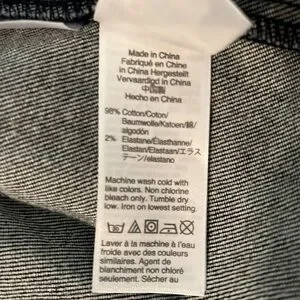 Made in China
Fabriqué en Chine
in China Hergestellt
Vervaardigd in China
中国製
Hecho en China
98% Cotton/Coton/
Baumwolle/Katoen/綿/
algodón
2% Elastane/Élasthanne/
Elastan/Elastaan/エラス
テーン/elastano
Machine wash cold with
like colors. Non chlorine
bleach only. Tumble dry
low. Iron on lowest setting.
Laver à la machine à l'eau
froide avec des couleurs
similaires. Agent de
blanchiment non chloré
seulement. Sécher au